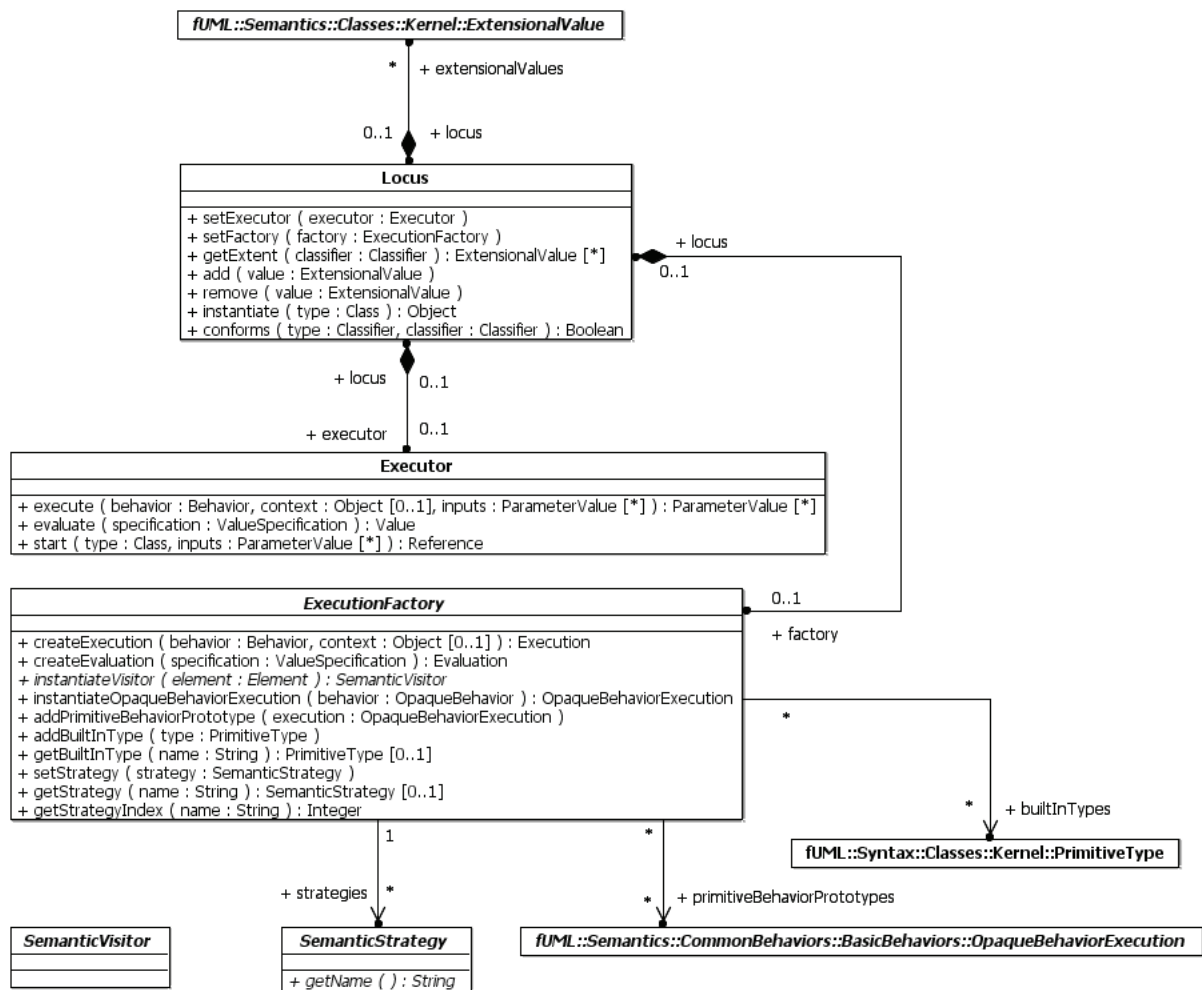 fUML::Semantics::Classes::Kernel::ExtensionalValue
*
+ extensionalValues
0..1
+ locus
Locus
+ setExecutor ( executor : Executor )
+ setFactory ( factory : ExecutionFactory )
+ getExtent ( classifier : Classifier ) : ExtensionalValue [*]
+ add ( value : ExtensionalValue )
+ remove ( value : ExtensionalValue )
+ instantiate ( type : Class ) : Object
+ conforms ( type : Classifier, classifier : Classifier ) : Boolean
+ locus
0..1
+ locus
0..1
+ executor
0..1
Executor
+ execute ( behavior : Behavior, context : Object [0..1], inputs : ParameterValue [*] ) : ParameterValue [*]
+ evaluate ( specification : ValueSpecification ) : Value
+ start ( type : Class, inputs : ParameterValue [*] ) : Reference
0..1
+ factory
ExecutionFactory
+ createExecution ( behavior : Behavior, context : Object [0..1] ) : Execution
+ createEvaluation ( specification : ValueSpecification ) : Evaluation
+ instantiateVisitor ( element : Element ) : SemanticVisitor
+ instantiateOpaqueBehaviorExecution ( behavior : OpaqueBehavior ) : OpaqueBehaviorExecution
+ addPrimitiveBehaviorPrototype ( execution : OpaqueBehaviorExecution )
+ addBuiltInType ( type : PrimitiveType )
+ getBuiltInType ( name : String ) : PrimitiveType [0..1]
+ setStrategy ( strategy : SemanticStrategy )
+ getStrategy ( name : String ) : SemanticStrategy [0..1]
+ getStrategyIndex ( name : String ) : Integer
*
*
+ builtInTypes
fUML::Syntax::Classes::Kernel::PrimitiveType
1
*
+ strategies
*
*
+ primitiveBehaviorPrototypes
SemanticVisitor
SemanticStrategy
+ getName ( ) : String
fUML::Semantics::CommonBehaviors::BasicBehaviors::OpaqueBehaviorExecution